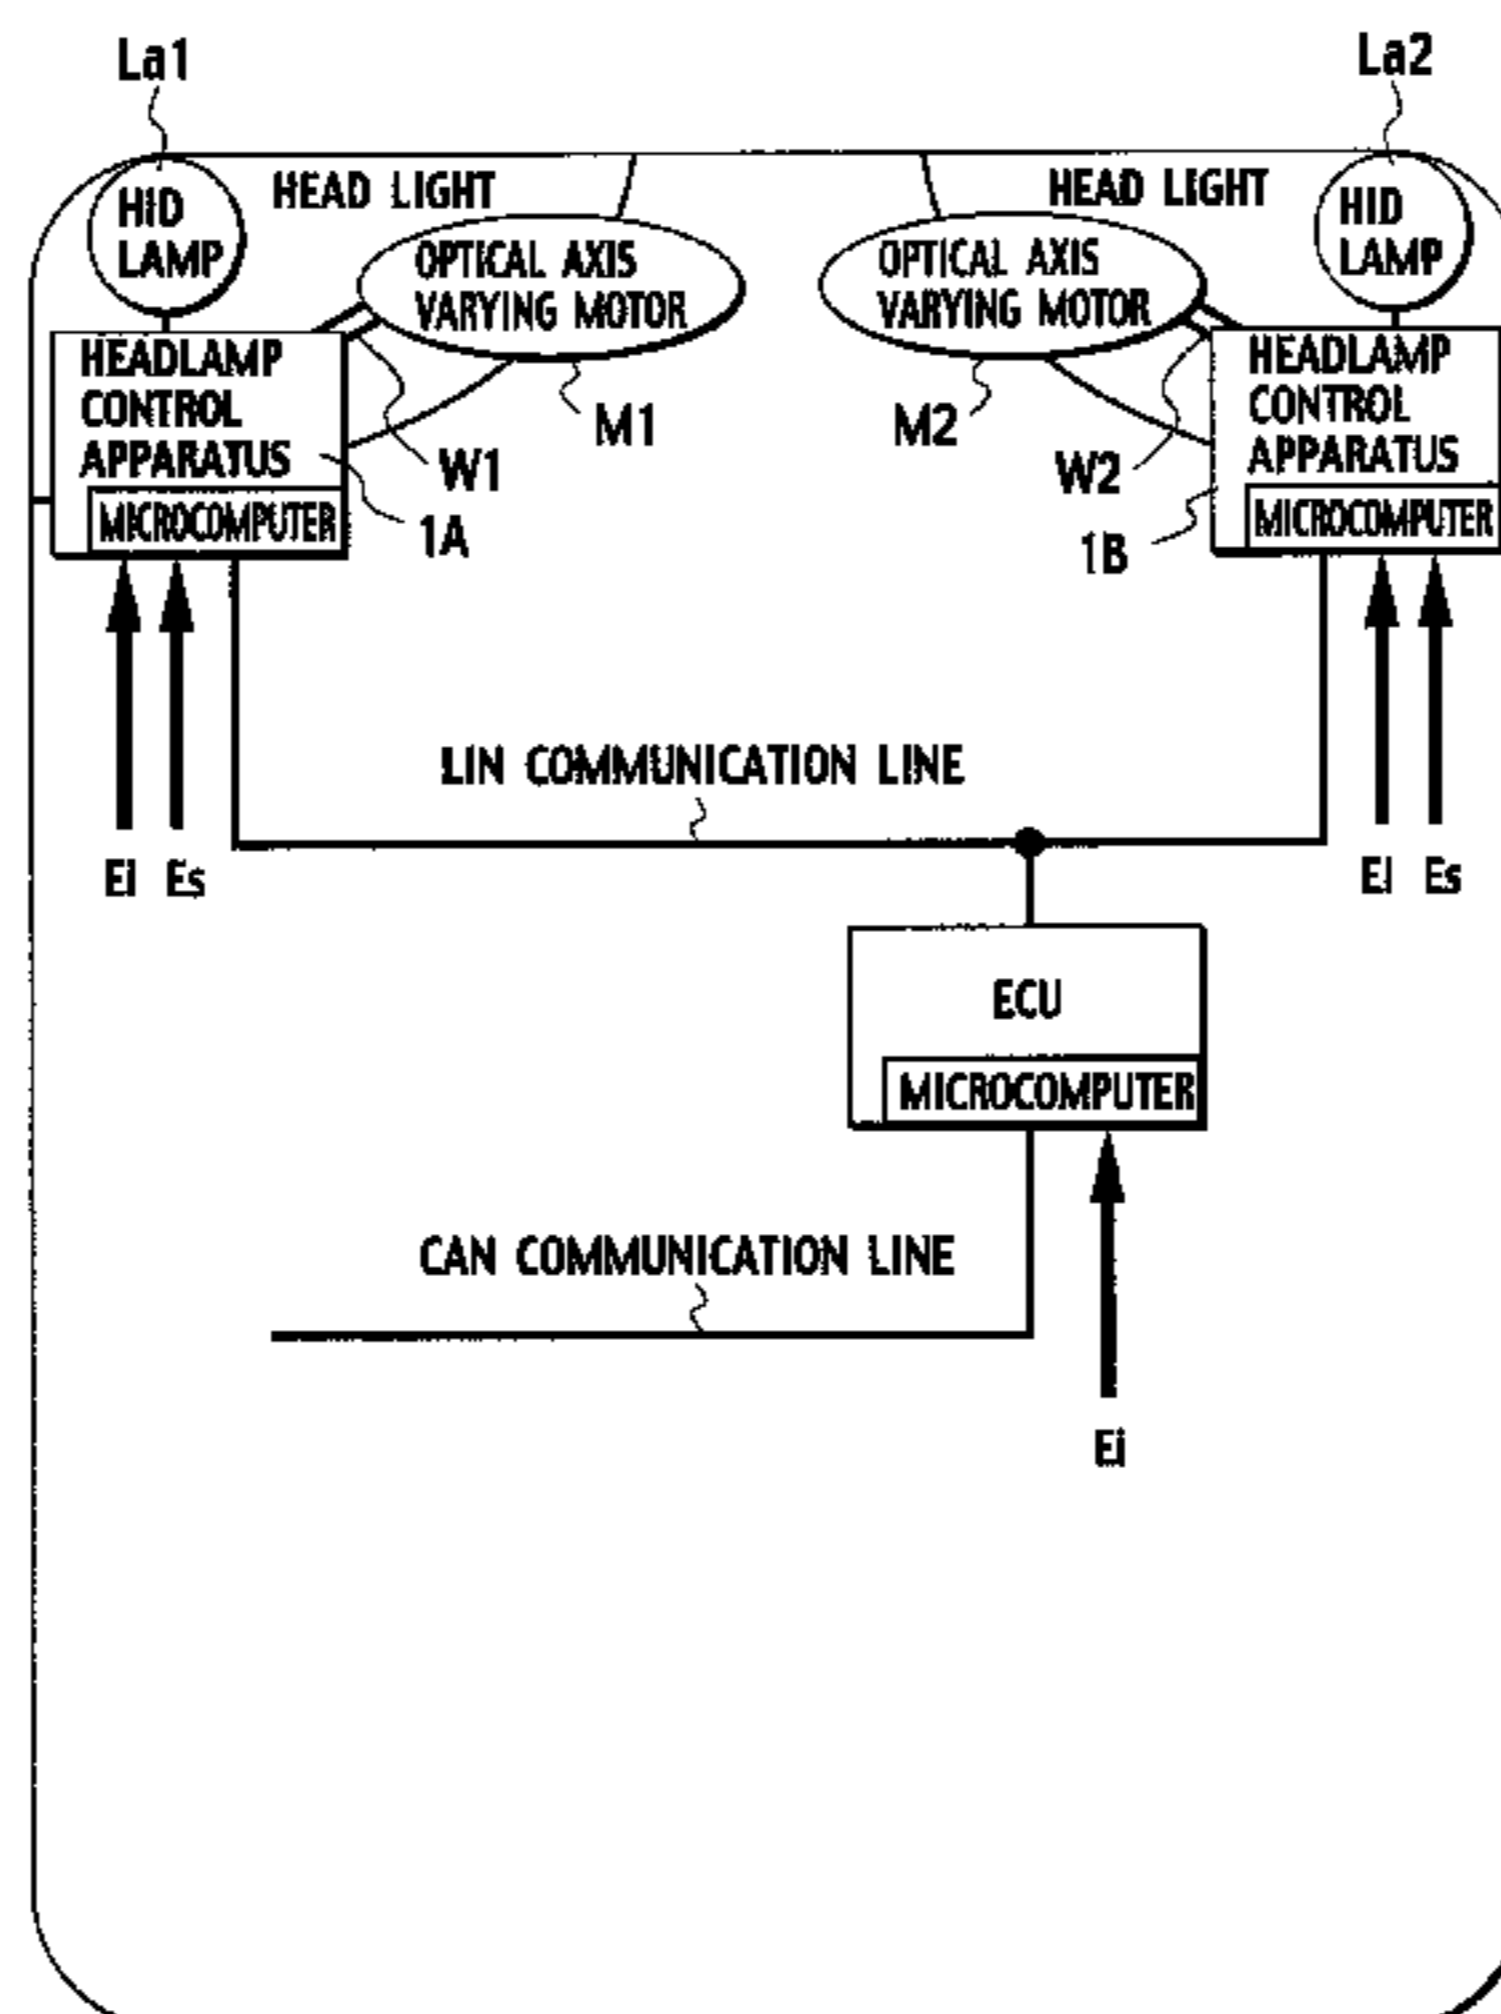 La1
La2
HID
LAMP
HEAD LIGHT
HEAD LIGHT
HID
LAMP
OPTICAL AXIS
VARYING MOTOR
OPTICAL AXIS
VARYING MOTOR
HEADLAMP
CONTROL
APPARATUS
MICROCOMPUTER
HEADLAMP
CONTROL
APPARATUS
MICROCOMPUTER
M1
M2
W1
W2
1A
1B
LIN COMMUNICATION LINE
Ei Es
Ei Es
ECU
MICROCOMPUTER
CAN COMMUNICATION LINE
Ei